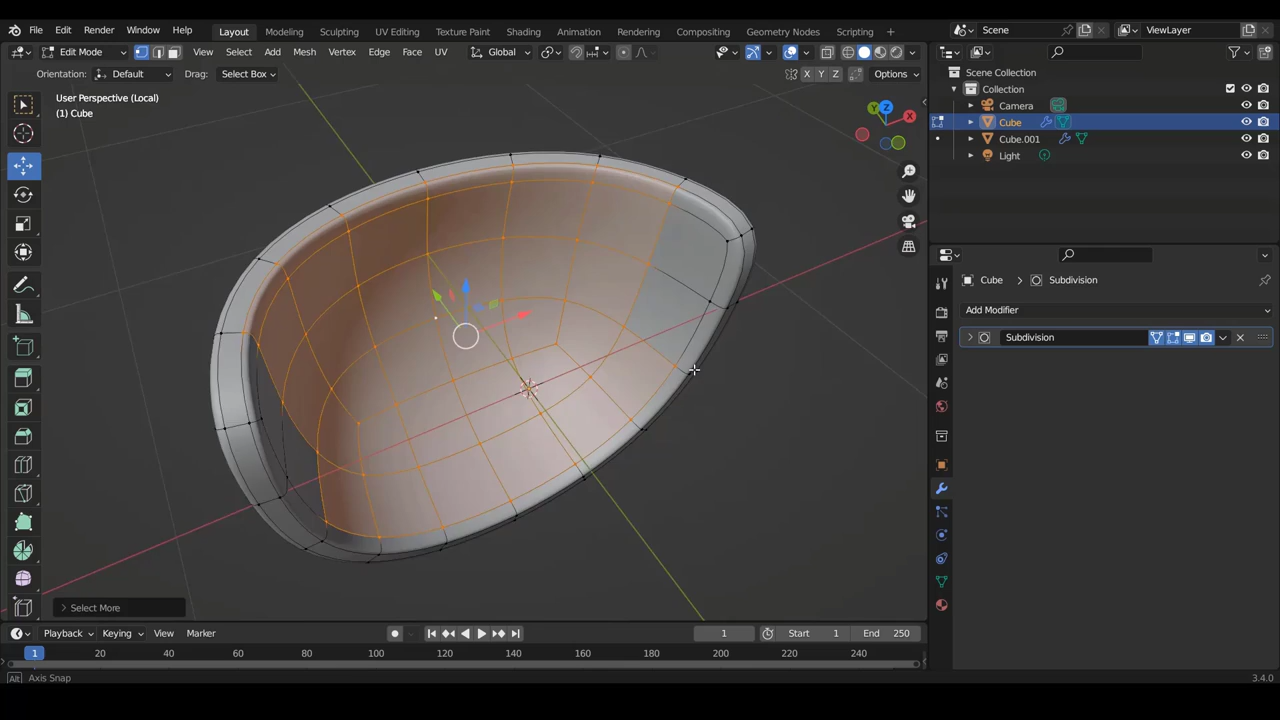 File Edit Render Window Help Layout Modeling Sculpting UV Editing Texture Paint Shading Animation Rendering Compositing Geometry Nodes Scripting + Scene ViewLayer
Edit Mode View Select Add Mesh Vertex Edge Face UV Global
Orientation: Default Drag: Select Box X Y Z Options
User Perspective (Local)
(1) Cube
Z
Y
X
Scene Collection
Collection
Camera
Cube
Cube.001
Light
Cube > Subdivision
Add Modifier
Subdivision
Select More
Playback Keying View Marker 1 Start 1 End 250
1 20 40 60 80 100 120 140 160 180 200 220 240
Alt Axis Snap 3.4.0